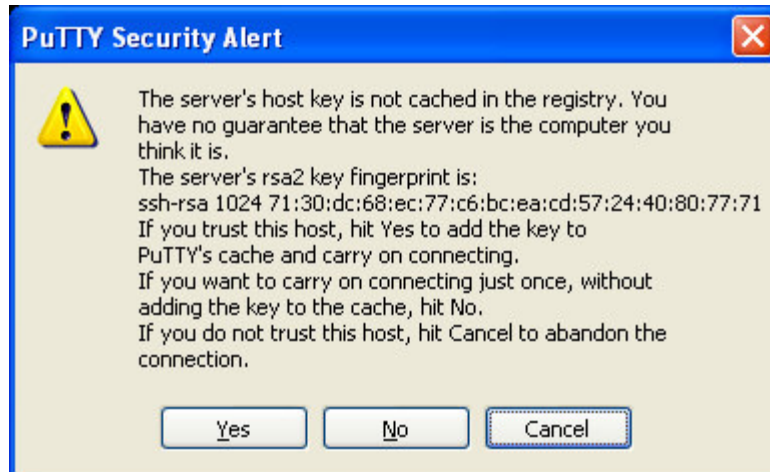 PuTTY Security Alert
The server's host key is not cached in the registry. You
have no guarantee that the server is the computer you
think it is.
The server's rsa2 key fingerprint is:
ssh-rsa 1024 71:30:dc:68:ec:77:c6:bc:ea:cd:57:24:40:80:77:71
If you trust this host, hit Yes to add the key to
PuTTY's cache and carry on connecting.
If you want to carry on connecting just once, without
adding the key to the cache, hit No.
If you do not trust this host, hit Cancel to abandon the
connection.
Yes No Cancel